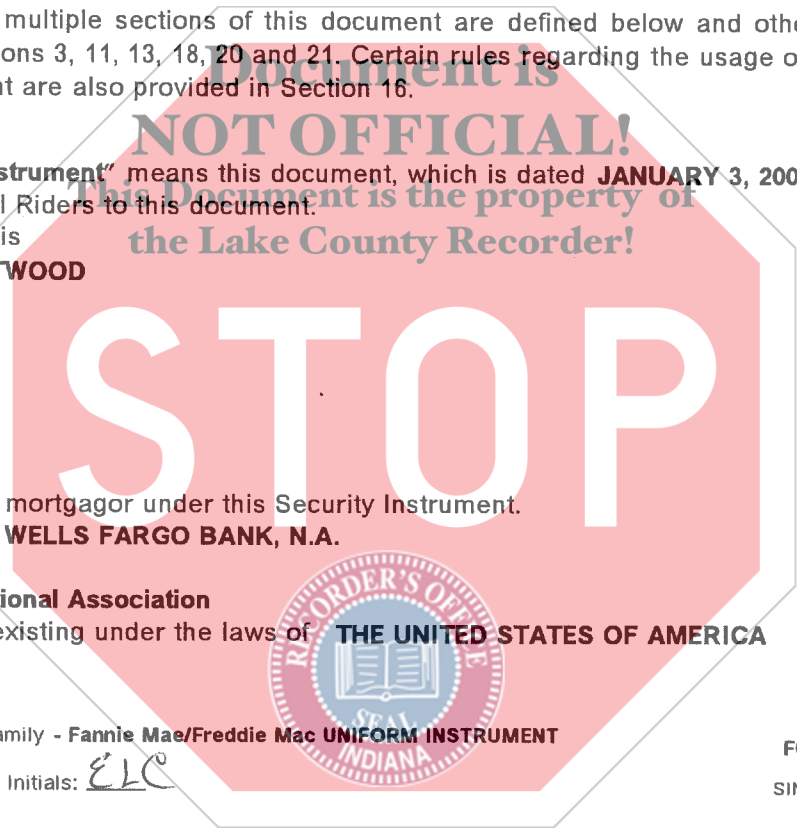 multiple sections of this document are defined below and othe
ons 3, 11, 13, 18, 20 and 21. Certain rules regarding the usage o
nt are also provided in Section 16.
Document is
NOT OFFICIAL!
strument" means this document, which is dated JANUARY 3, 200
This Document is the property of
l Riders to this document.
is
the Lake County Recorder!
WOOD
STOP
mortgagor under this Security Instrument.
WELLS FARGO BANK, N.A.
ional Association
existing under the laws of THE UNITED STATES OF AMERICA
RECORDER'S OFFICE
SEAL
INDIANA
amily - Fannie Mae/Freddie Mac UNIFORM INSTRUMENT
Initials: ELC
SIN